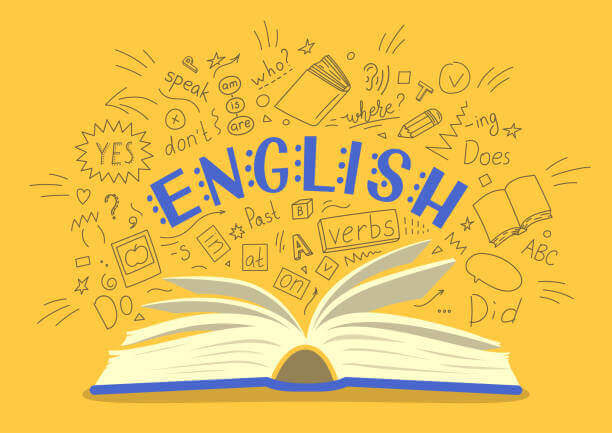 who?
speak
am
is
are
where?
don't
-ing
YES
Does
ENGLISH
Past
B
verbs
-s
A
ABC
at
on
Do
Did